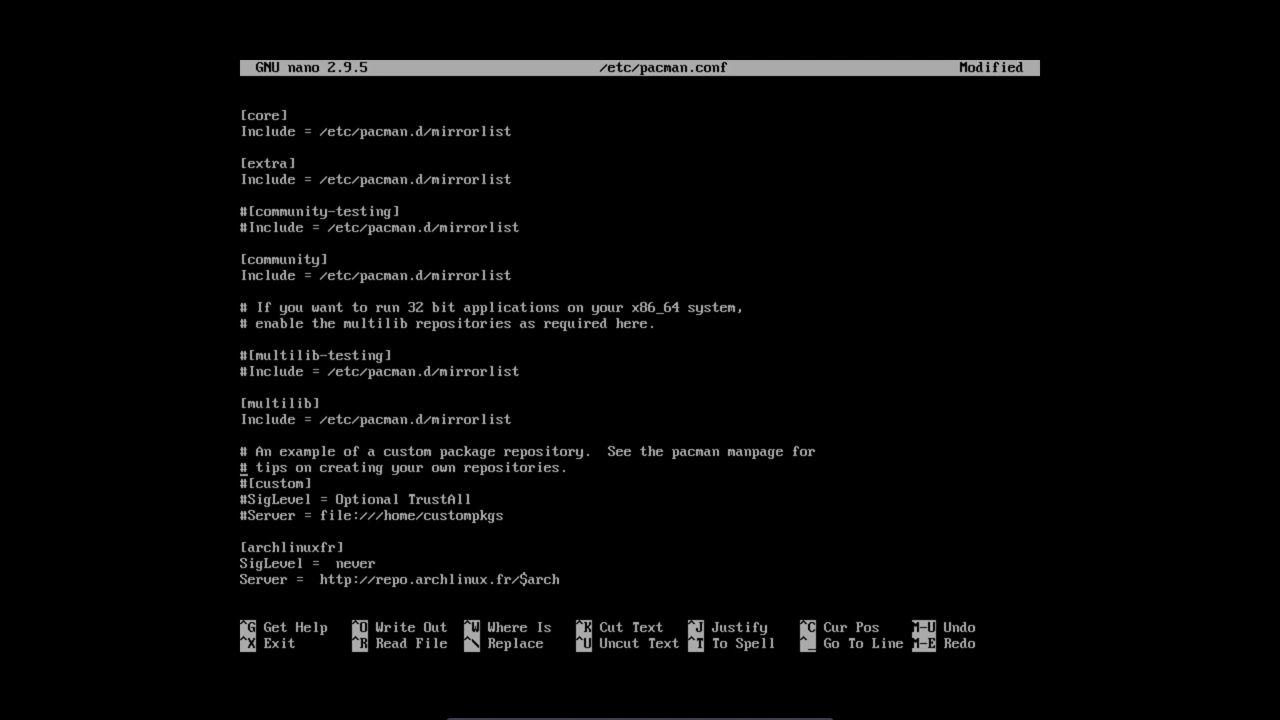 GNU nano 2.9.5 /etc/pacman.conf Modified
[core]
Include = /etc/pacman.d/mirrorlist
[extra]
Include = /etc/pacman.d/mirrorlist
#[community-testing]
#Include = /etc/pacman.d/mirrorlist
[community]
Include = /etc/pacman.d/mirrorlist
# If you want to run 32 bit applications on your x86_64 system,
# enable the multilib repositories as required here.
#[multilib-testing]
#Include = /etc/pacman.d/mirrorlist
[multilib]
Include = /etc/pacman.d/mirrorlist
# An example of a custom package repository.  See the pacman manpage for
# tips on creating your own repositories.
#[custom]
#SigLevel = Optional TrustAll
#Server = file:///home/custompkgs
[archlinuxfr]
SigLevel =  never
Server =  http://repo.archlinux.fr/$arch
^G Get Help ^O Write Out ^W Where Is ^K Cut Text ^J Justify ^C Cur Pos M-U Undo
^X Exit ^R Read File ^\ Replace ^U Uncut Text ^T To Spell ^_ Go To Line M-E Redo